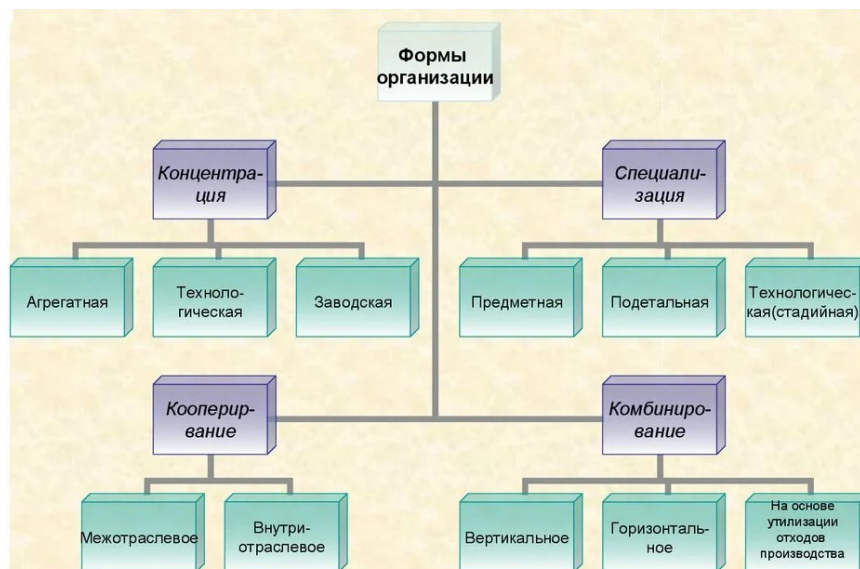 Формы
организации
Концентра-
ция
Специали-
зация
Агрегатная
Техноло-
гическая
Заводская
Предметная
Подетальная
Технологичес-
кая(стадийная)
Коопериро-
вание
Комбиниро-
вание
Межотраслевое
Внутри-
отраслевое
Вертикальное
Горизонталь-
ное
На основе
утилизации
отходов
производства